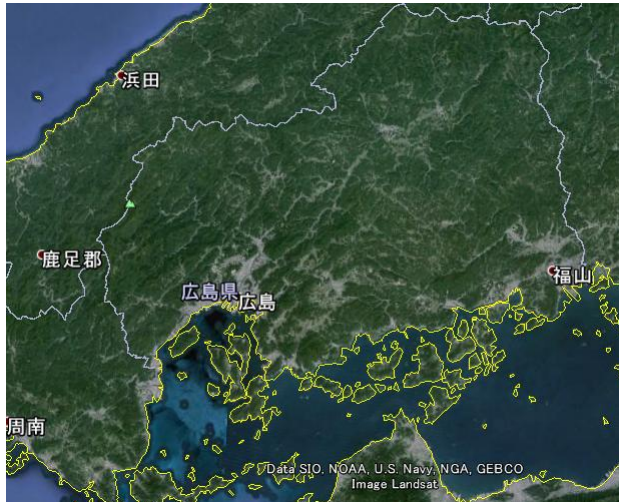 浜田
鹿足郡
福山
広島県
広島
周南
Data SIO, NOAA, U.S. Navy, NGA, GEBCO
Image Landsat